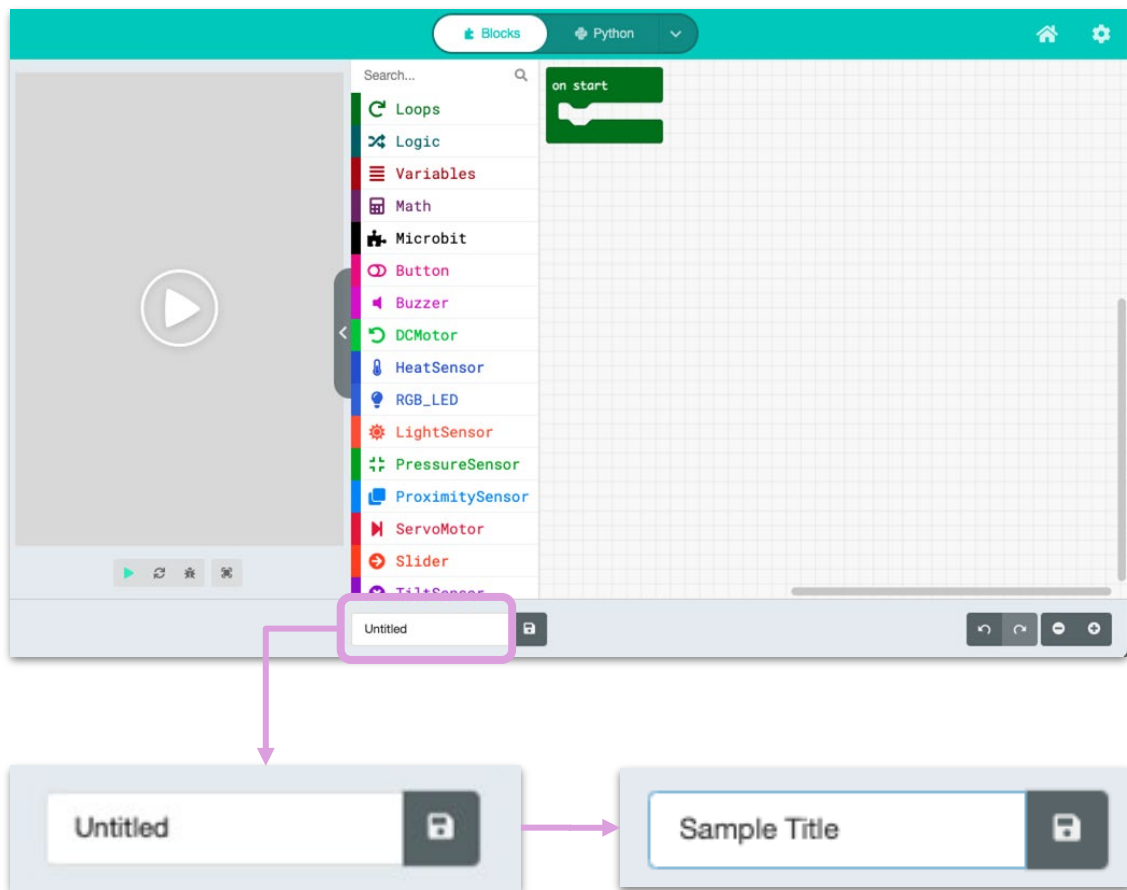 Blocks
Python
Search...
on start
Loops
Logic
Variables
Math
Microbit
Button
Buzzer
DCMotor
HeatSensor
RGB_LED
LightSensor
PressureSensor
ProximitySensor
ServoMotor
Slider
TiltSensor
Untitled
Untitled
Sample Title